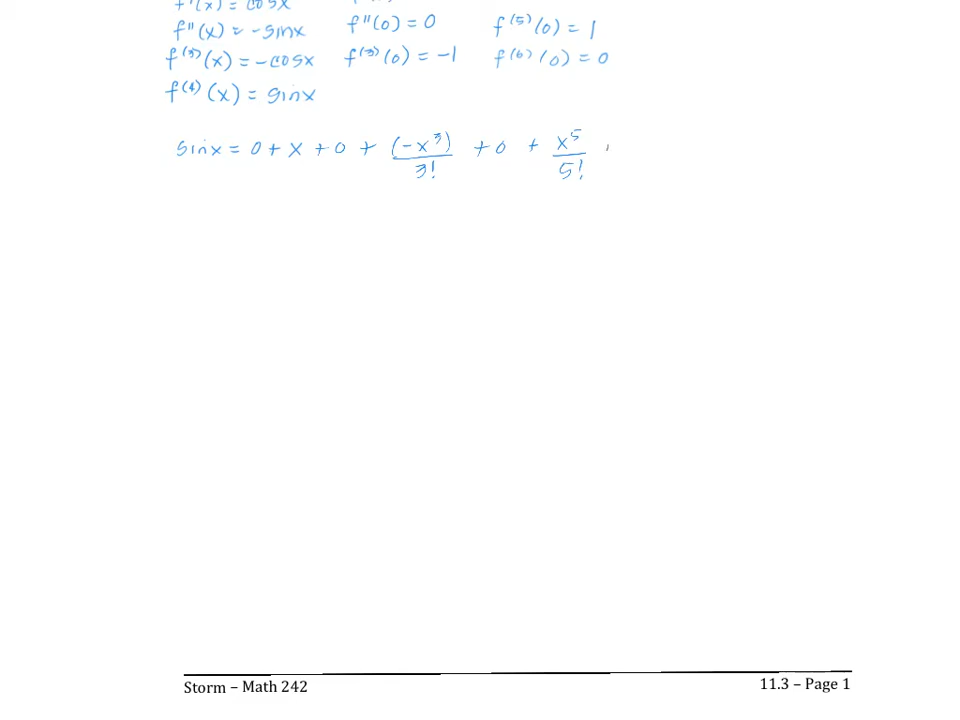 f'(x) = cosx
f"(x) = -sinx f"(0) = 0 f⁽⁵⁾(0) = 1
f⁽³⁾(x) = -cosx f⁽³⁾(0) = -1 f⁽⁶⁾(0) = 0
f⁽⁴⁾(x) = sinx
sinx = 0 + x + 0 + (-x³)/3! + 0 + x⁵/5!
Storm – Math 242 11.3 – Page 1